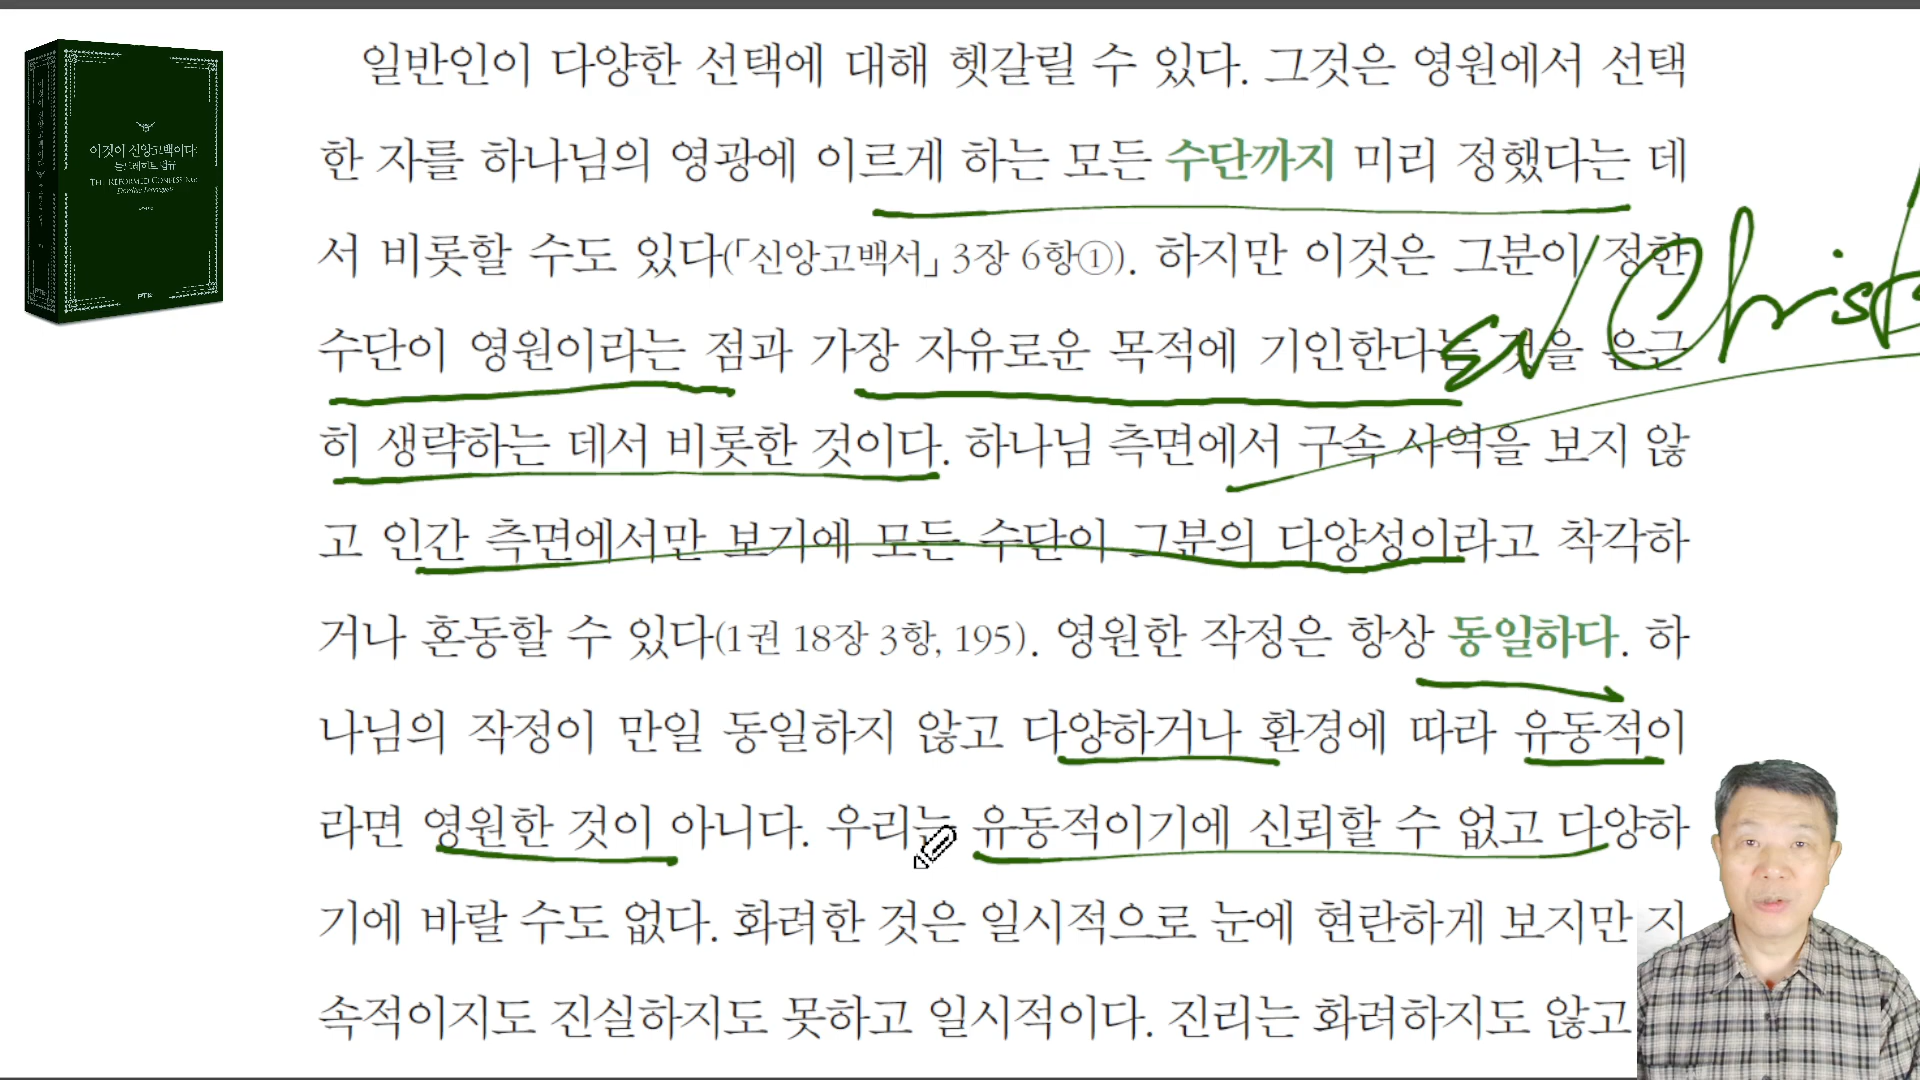 이것이 신앙고백이다:
THE REFORMED CONFESSION:
일반인이 다양한 선택에 대해 헷갈릴 수 있다. 그것은 영원에서 선택
한 자를 하나님의 영광에 이르게 하는 모든 수단까지 미리 정했다는 데
서 비롯할 수도 있다(「신앙고백서」 3장 6항①). 하지만 이것은 그분이 정한
수단이 영원이라는 점과 가장 자유로운 목적에 기인한다는 것을 은근
히 생략하는 데서 비롯한 것이다. 하나님 측면에서 구속 사역을 보지 않
고 인간 측면에서만 보기에 모든 수단이 그분의 다양성이라고 착각하
거나 혼동할 수 있다(1권 18장 3항, 195). 영원한 작정은 항상 동일하다. 하
나님의 작정이 만일 동일하지 않고 다양하거나 환경에 따라 유동적이
라면 영원한 것이 아니다. 우리는 유동적이기에 신뢰할 수 없고 다양하
기에 바랄 수도 없다. 화려한 것은 일시적으로 눈에 현란하게 보지만 지
속적이지도 진실하지도 못하고 일시적이다. 진리는 화려하지도 않고
Christ